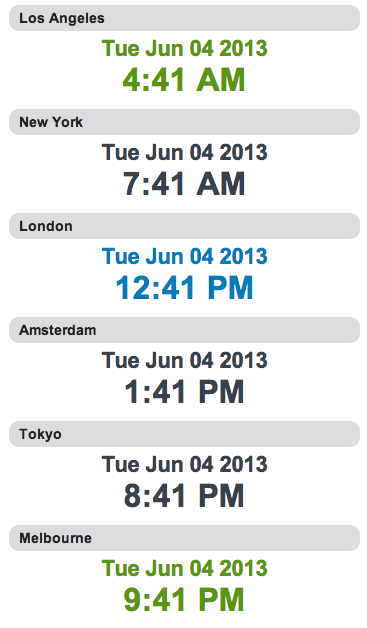 Los Angeles
Tue Jun 04 2013
4:41 AM
New York
Tue Jun 04 2013
7:41 AM
London
Tue Jun 04 2013
12:41 PM
Amsterdam
Tue Jun 04 2013
1:41 PM
Tokyo
Tue Jun 04 2013
8:41 PM
Melbourne
Tue Jun 04 2013
9:41 PM